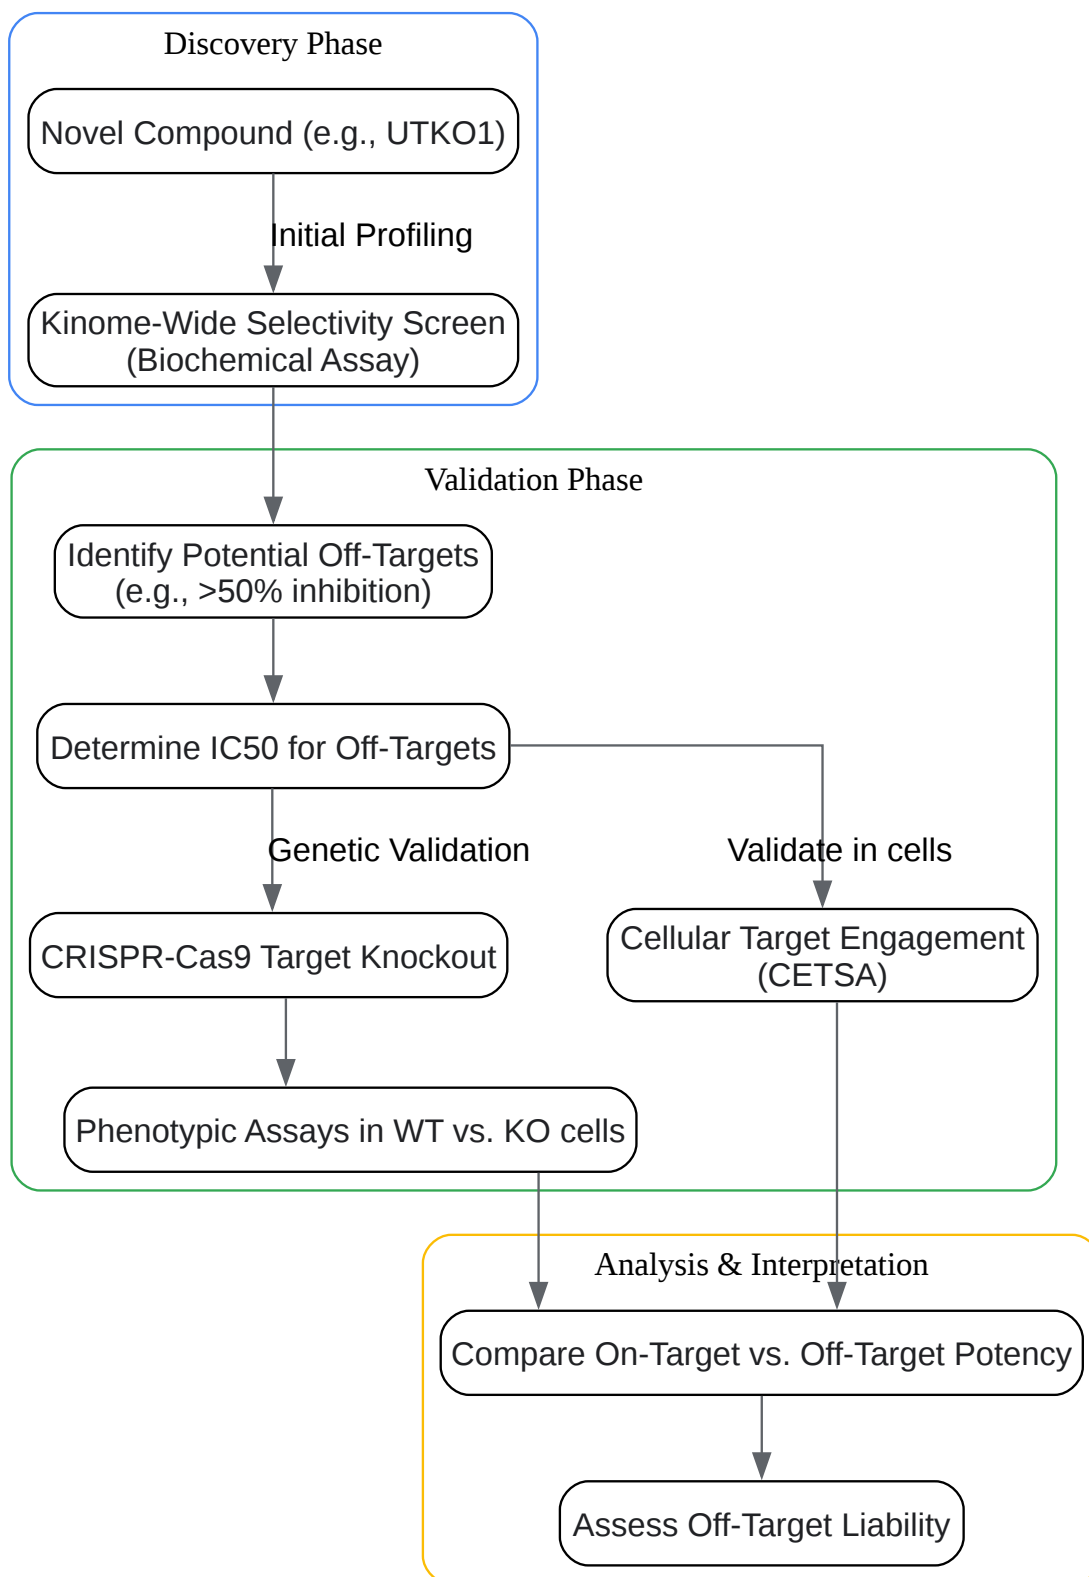 Discovery Phase
Novel Compound (e.g., UTKO1)
Initial Profiling
Kinome-Wide Selectivity Screen
(Biochemical Assay)
Validation Phase
Identify Potential Off-Targets
(e.g., >50% inhibition)
Determine IC50 for Off-Targets
Genetic Validation
Validate in cells
CRISPR-Cas9 Target Knockout
Cellular Target Engagement
(CETSA)
Phenotypic Assays in WT vs. KO cells
Analysis & Interpretation
Compare On-Target vs. Off-Target Potency
Assess Off-Target Liability